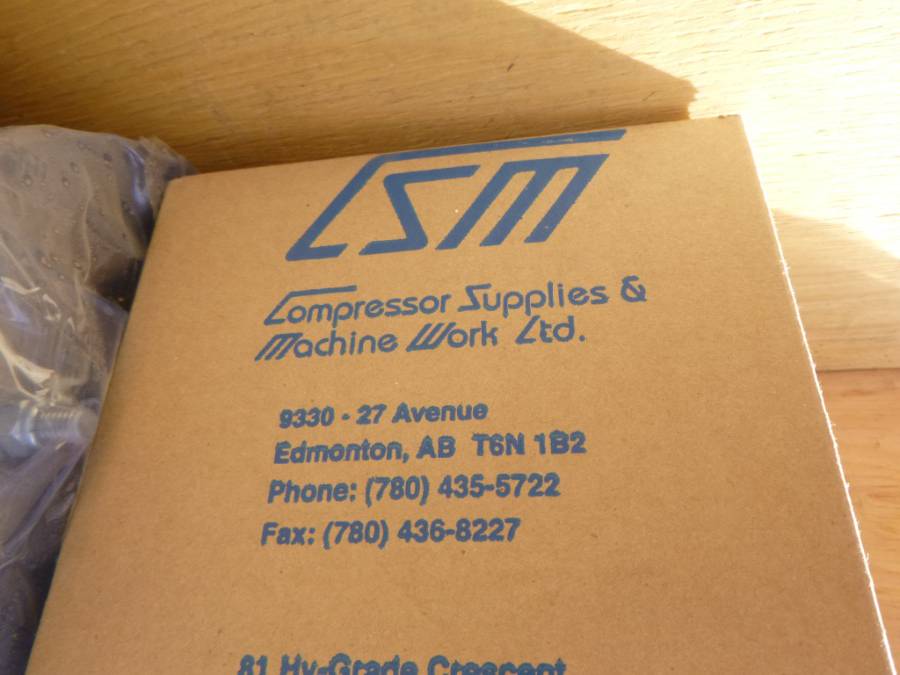 CSM
Compressor Supplies &
Machine Work Ltd.
9330 - 27 Avenue
Edmonton, AB T6N 1B2
Phone: (780) 435-5722
Fax: (780) 436-8227
81 Hy-Grade Crescent